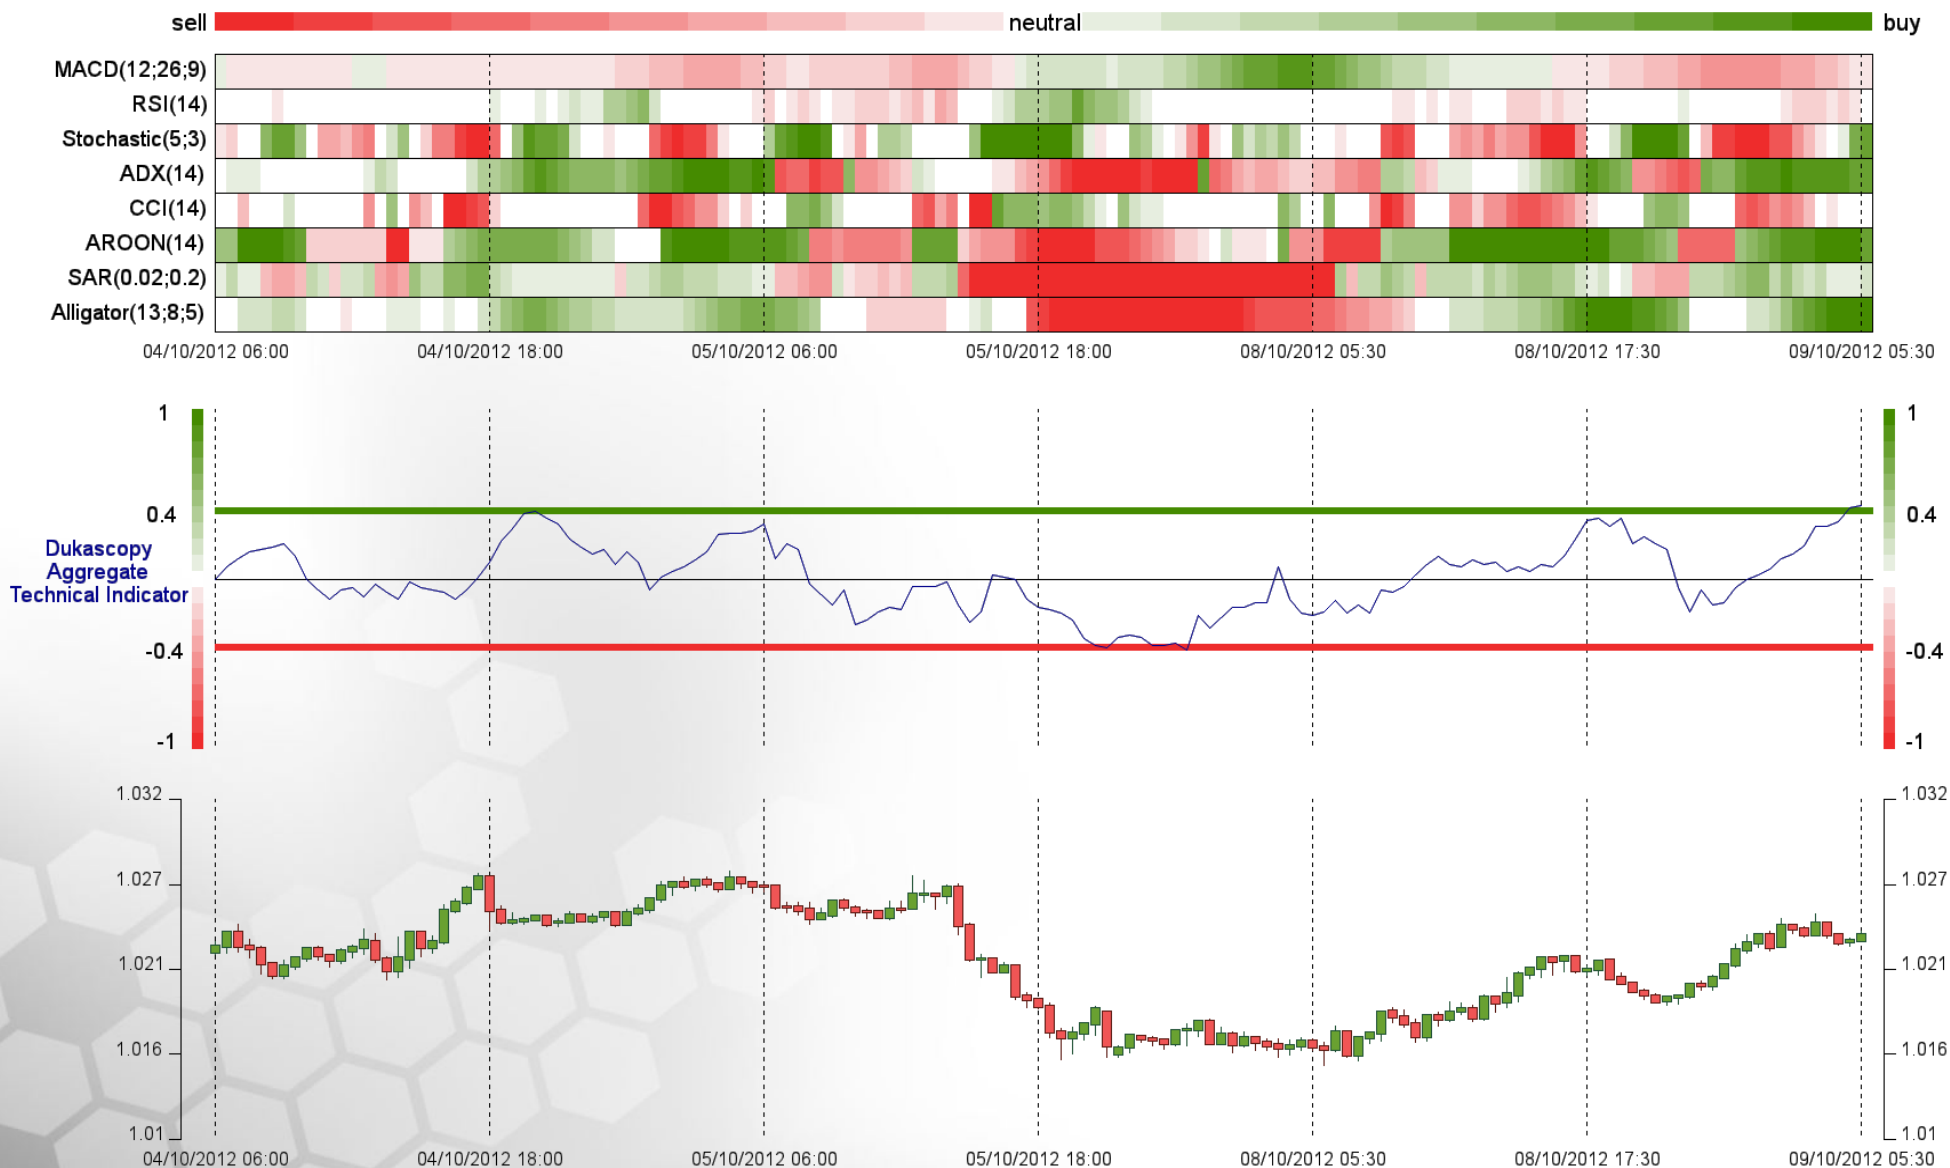 sell neutral buy
MACD(12;26;9)
RSI(14)
Stochastic(5;3)
ADX(14)
CCI(14)
AROON(14)
SAR(0.02;0.2)
Alligator(13;8;5)
04/10/2012 06:00 04/10/2012 18:00 05/10/2012 06:00 05/10/2012 18:00 08/10/2012 05:30 08/10/2012 17:30 09/10/2012 05:30
1 1
0.4 0.4
Dukascopy
Aggregate
Technical Indicator
-0.4 -0.4
-1 -1
1.032 1.032
1.027 1.027
1.021 1.021
1.016 1.016
1.01 1.01
04/10/2012 06:00 04/10/2012 18:00 05/10/2012 06:00 05/10/2012 18:00 08/10/2012 05:30 08/10/2012 17:30 09/10/2012 05:30